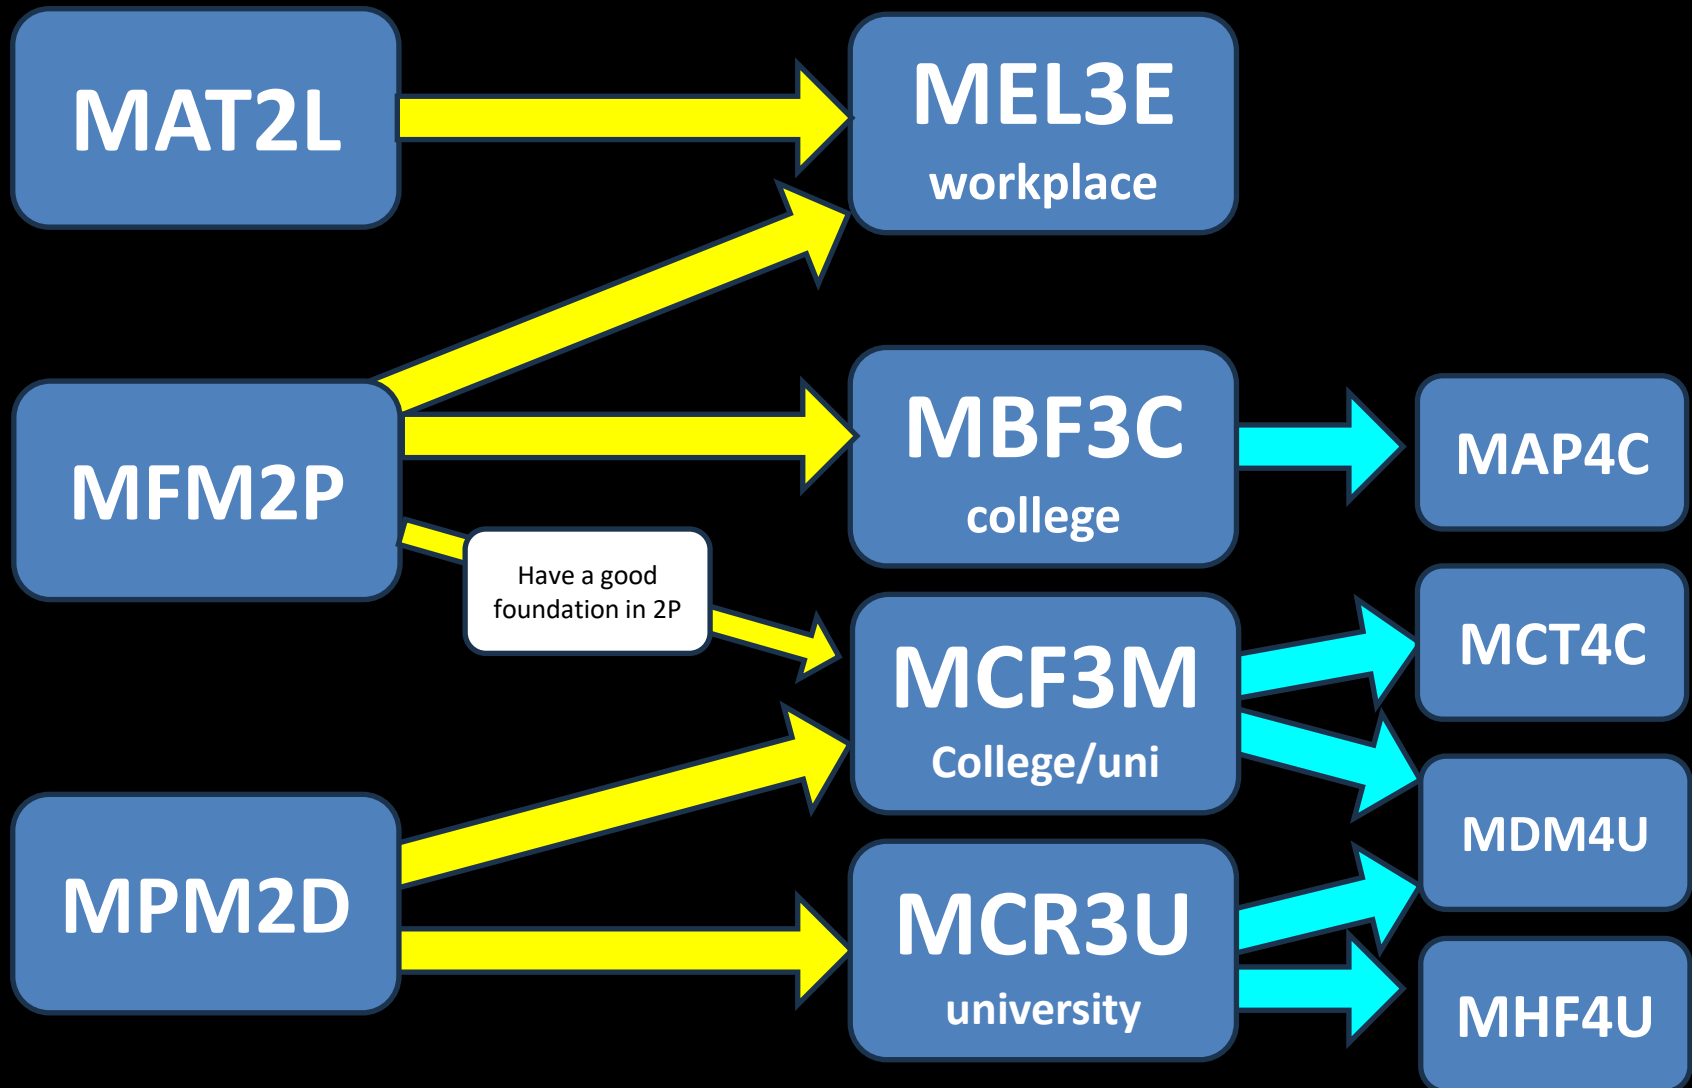 MAT2L
MEL3E
workplace
MFM2P
MBF3C
college
MAP4C
Have a good
foundation in 2P
MCF3M
College/uni
MCT4C
MDM4U
MPM2D
MCR3U
university
MHF4U